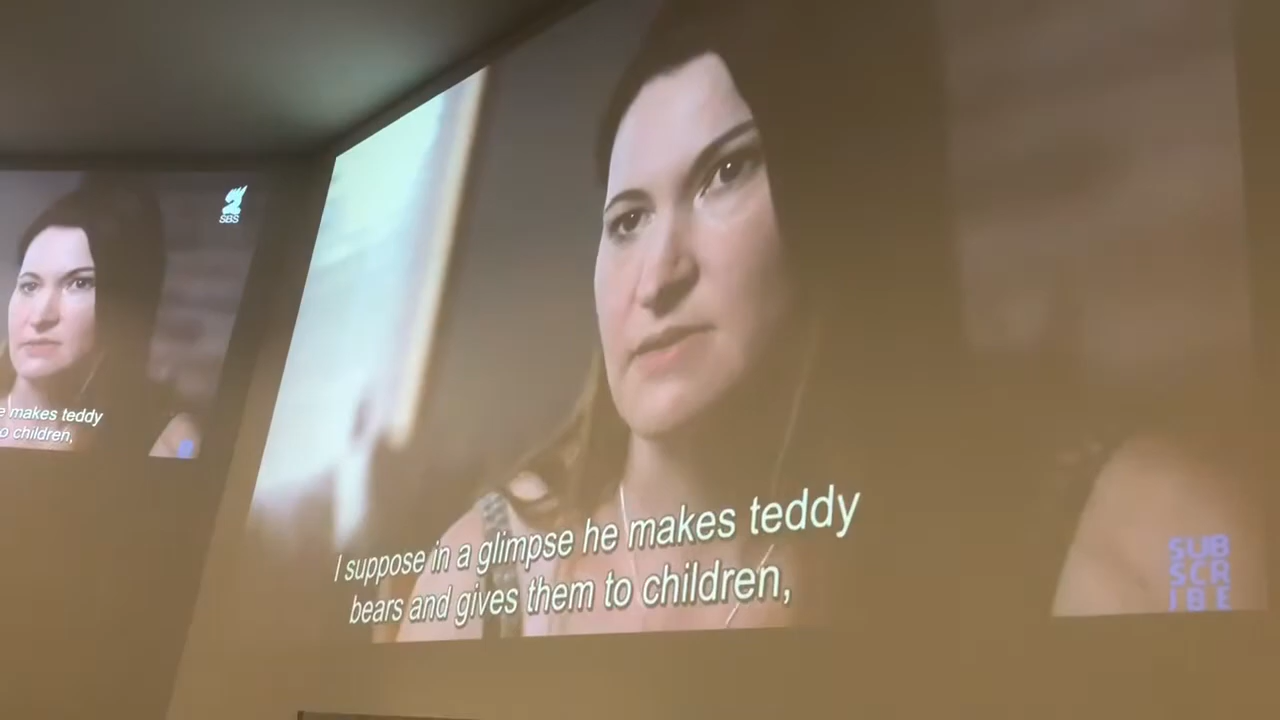 SBS
e makes teddy
o children,
I suppose in a glimpse he makes teddy
bears and gives them to children,
SUB
SCR
IBE